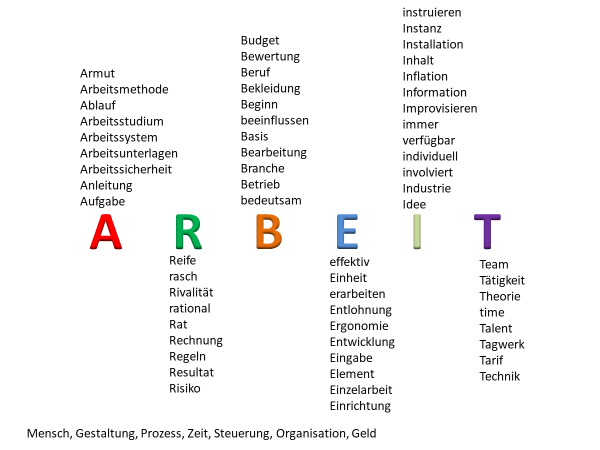 Armut
Arbeitsmethode
Ablauf
Arbeitsstudium
Arbeitssystem
Arbeitsunterlagen
Arbeitssicherheit
Anleitung
Aufgabe
Budget
Bewertung
Beruf
Bekleidung
Beginn
beeinflussen
Basis
Bearbeitung
Branche
Betrieb
bedeutsam
instruieren
Instanz
Installation
Inhalt
Inflation
Information
Improvisieren
immer
verfügbar
individuell
involviert
Industrie
Idee
A R B E I T
Reife
rasch
Rivalität
rational
Rat
Rechnung
Regeln
Resultat
Risiko
effektiv
Einheit
erarbeiten
Entlohnung
Ergonomie
Entwicklung
Eingabe
Element
Einzelarbeit
Einrichtung
Team
Tätigkeit
Theorie
time
Talent
Tagwerk
Tarif
Technik
Mensch, Gestaltung, Prozess, Zeit, Steuerung, Organisation, Geld